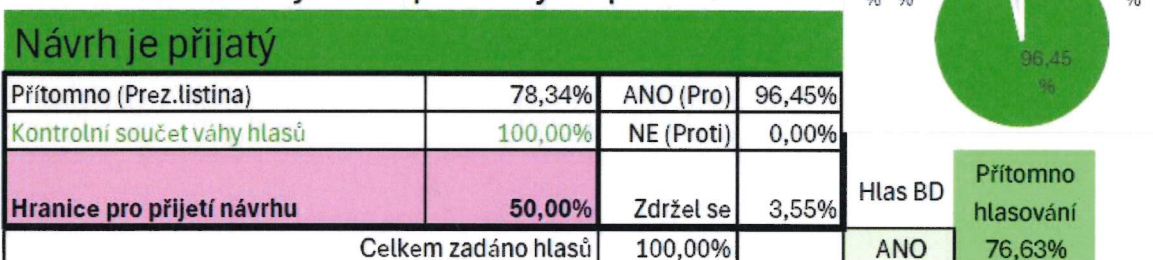 % %
%
Návrh je přijatý
96,45
%
Přítomno (Prez.listina) 78,34% ANO (Pro) 96,45%
Kontrolní součet váhy hlasů 100,00% NE (Proti) 0,00%
Hranice pro přijetí návrhu 50,00% Zdržel se 3,55%
Hlas BD
Přítomno
hlasování
Celkem zadáno hlasů 100,00%
ANO 76,63%